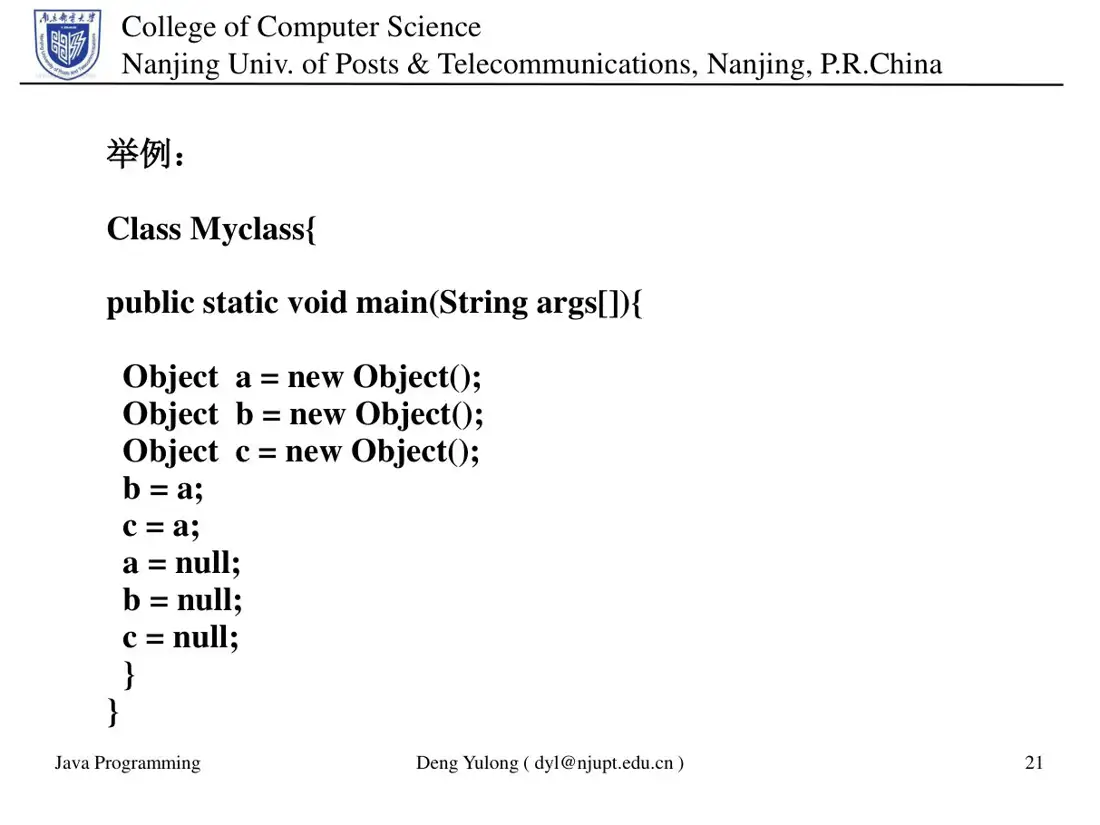 College of Computer Science
Nanjing Univ. of Posts & Telecommunications, Nanjing, P.R.China
举例：
Class Myclass{
public static void main(String args[]){
Object  a = new Object();
Object  b = new Object();
Object  c = new Object();
b = a;
c = a;
a = null;
b = null;
c = null;
}
}
Java Programming
Deng Yulong ( dyl@njupt.edu.cn )
21